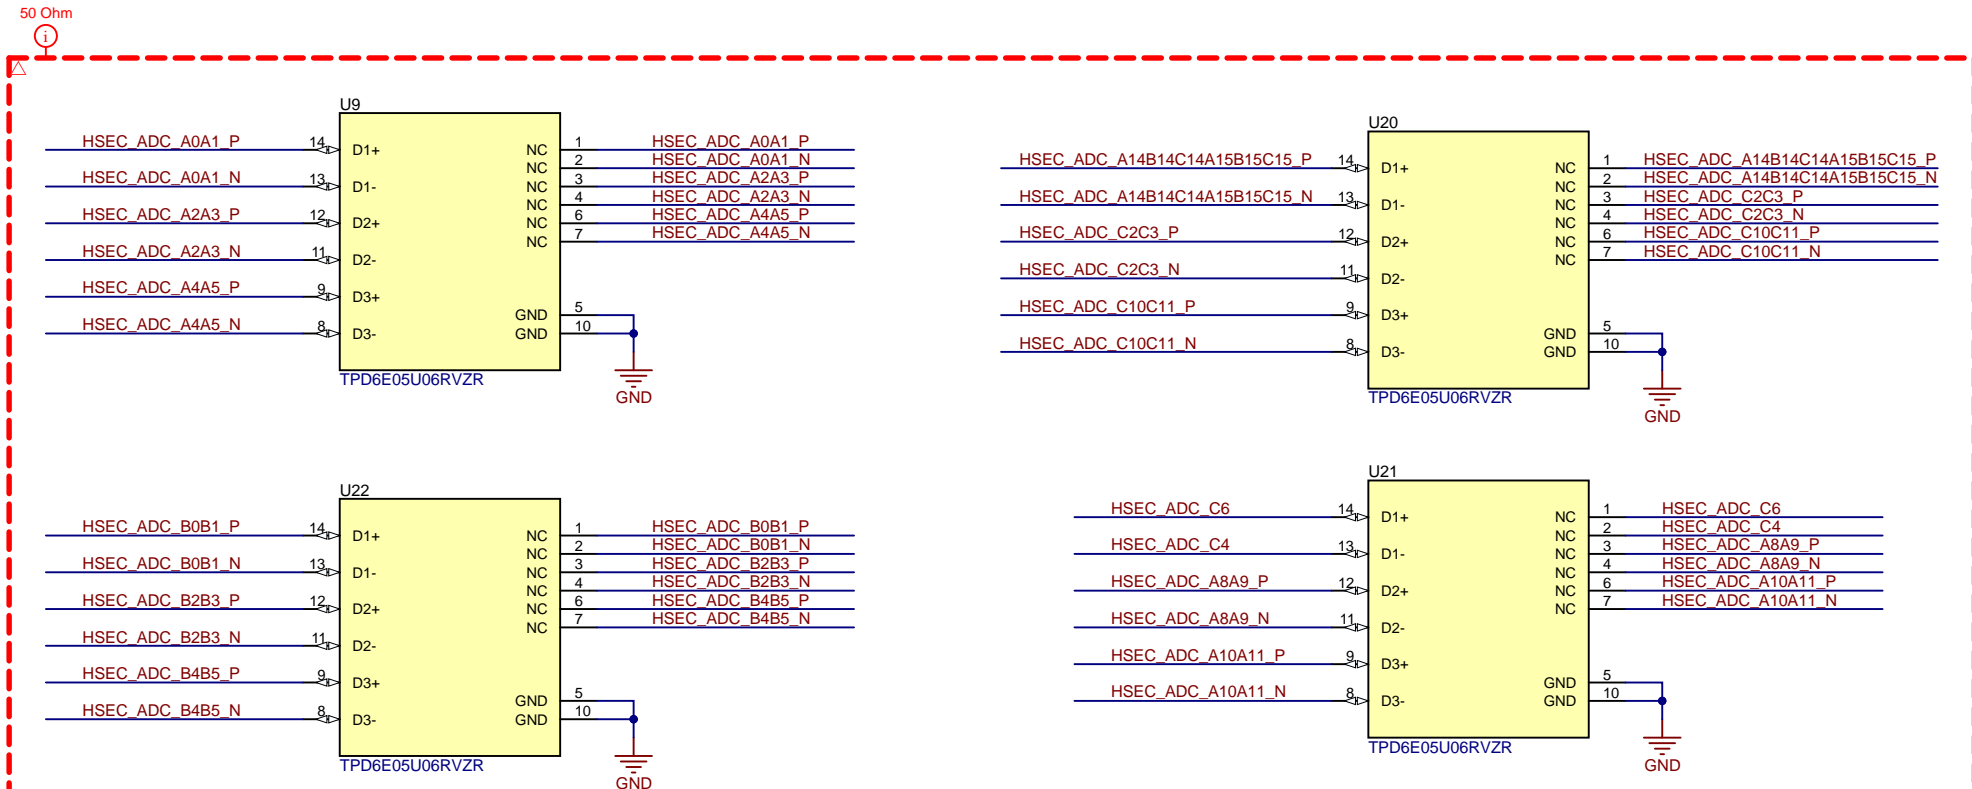 50 Ohm
i
U9
HSEC_ADC_A0A1_P 14 D1+ NC 1 HSEC_ADC_A0A1_P
NC 2 HSEC_ADC_A0A1_N
HSEC_ADC_A0A1_N 13 D1- NC 3 HSEC_ADC_A2A3_P
NC 4 HSEC_ADC_A2A3_N
HSEC_ADC_A2A3_P 12 D2+ NC 6 HSEC_ADC_A4A5_P
NC 7 HSEC_ADC_A4A5_N
HSEC_ADC_A2A3_N 11 D2-
HSEC_ADC_A4A5_P 9 D3+
GND 5
HSEC_ADC_A4A5_N 8 D3- GND 10
TPD6E05U06RVZR
GND
U20
HSEC_ADC_A14B14C14A15B15C15_P 14 D1+ NC 1 HSEC_ADC_A14B14C14A15B15C15_P
NC 2 HSEC_ADC_A14B14C14A15B15C15_N
HSEC_ADC_A14B14C14A15B15C15_N 13 D1- NC 3 HSEC_ADC_C2C3_P
NC 4 HSEC_ADC_C2C3_N
HSEC_ADC_C2C3_P 12 D2+ NC 6 HSEC_ADC_C10C11_P
NC 7 HSEC_ADC_C10C11_N
HSEC_ADC_C2C3_N 11 D2-
HSEC_ADC_C10C11_P 9 D3+
GND 5
HSEC_ADC_C10C11_N 8 D3- GND 10
TPD6E05U06RVZR
GND
U22
HSEC_ADC_B0B1_P 14 D1+ NC 1 HSEC_ADC_B0B1_P
NC 2 HSEC_ADC_B0B1_N
HSEC_ADC_B0B1_N 13 D1- NC 3 HSEC_ADC_B2B3_P
NC 4 HSEC_ADC_B2B3_N
HSEC_ADC_B2B3_P 12 D2+ NC 6 HSEC_ADC_B4B5_P
NC 7 HSEC_ADC_B4B5_N
HSEC_ADC_B2B3_N 11 D2-
HSEC_ADC_B4B5_P 9 D3+
GND 5
HSEC_ADC_B4B5_N 8 D3- GND 10
TPD6E05U06RVZR
GND
U21
HSEC_ADC_C6 14 D1+ NC 1 HSEC_ADC_C6
NC 2 HSEC_ADC_C4
HSEC_ADC_C4 13 D1- NC 3 HSEC_ADC_A8A9_P
NC 4 HSEC_ADC_A8A9_N
HSEC_ADC_A8A9_P 12 D2+ NC 6 HSEC_ADC_A10A11_P
NC 7 HSEC_ADC_A10A11_N
HSEC_ADC_A8A9_N 11 D2-
HSEC_ADC_A10A11_P 9 D3+
GND 5
HSEC_ADC_A10A11_N 8 D3- GND 10
TPD6E05U06RVZR
GND